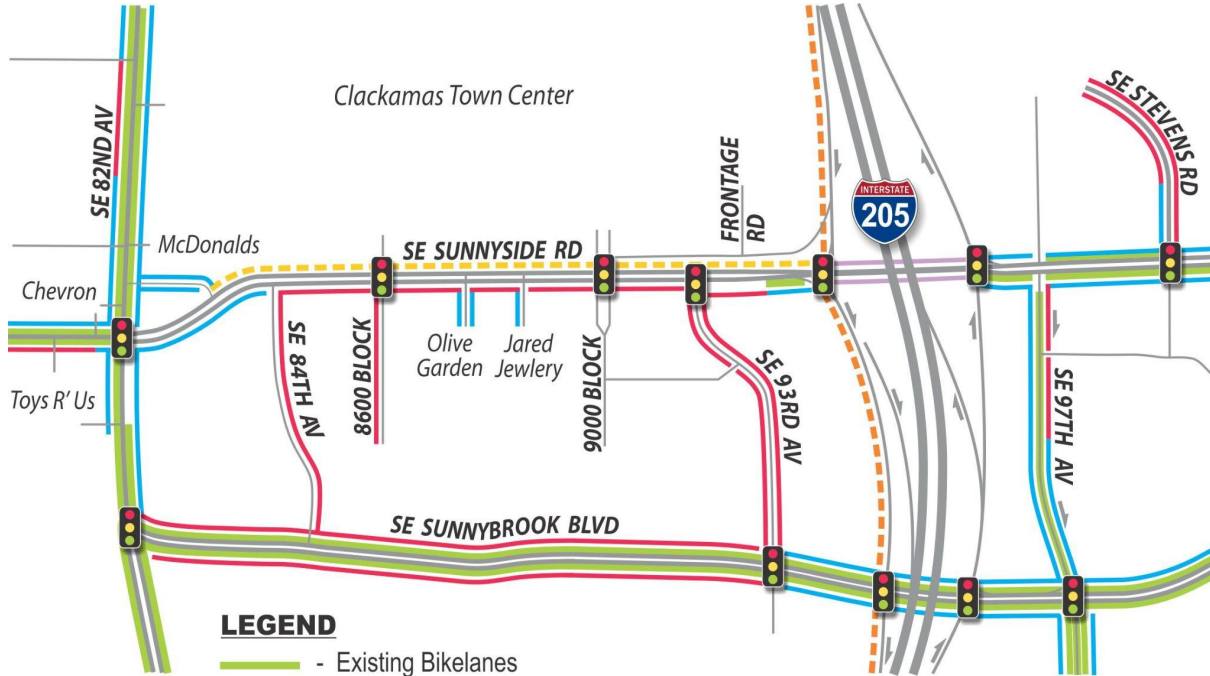 Clackamas Town Center
SE 82ND AV
SE STEVENS RD
FRONTAGE
RD
INTERSTATE
205
McDonalds
SE SUNNYSIDE RD
Chevron
Olive
Garden
Jared
Jewlery
Toys R' Us
SE 84TH AV
8600 BLOCK
9000 BLOCK
SE 93RD AV
SE 97TH AV
SE SUNNYBROOK BLVD
LEGEND
- Existing Bikelanes